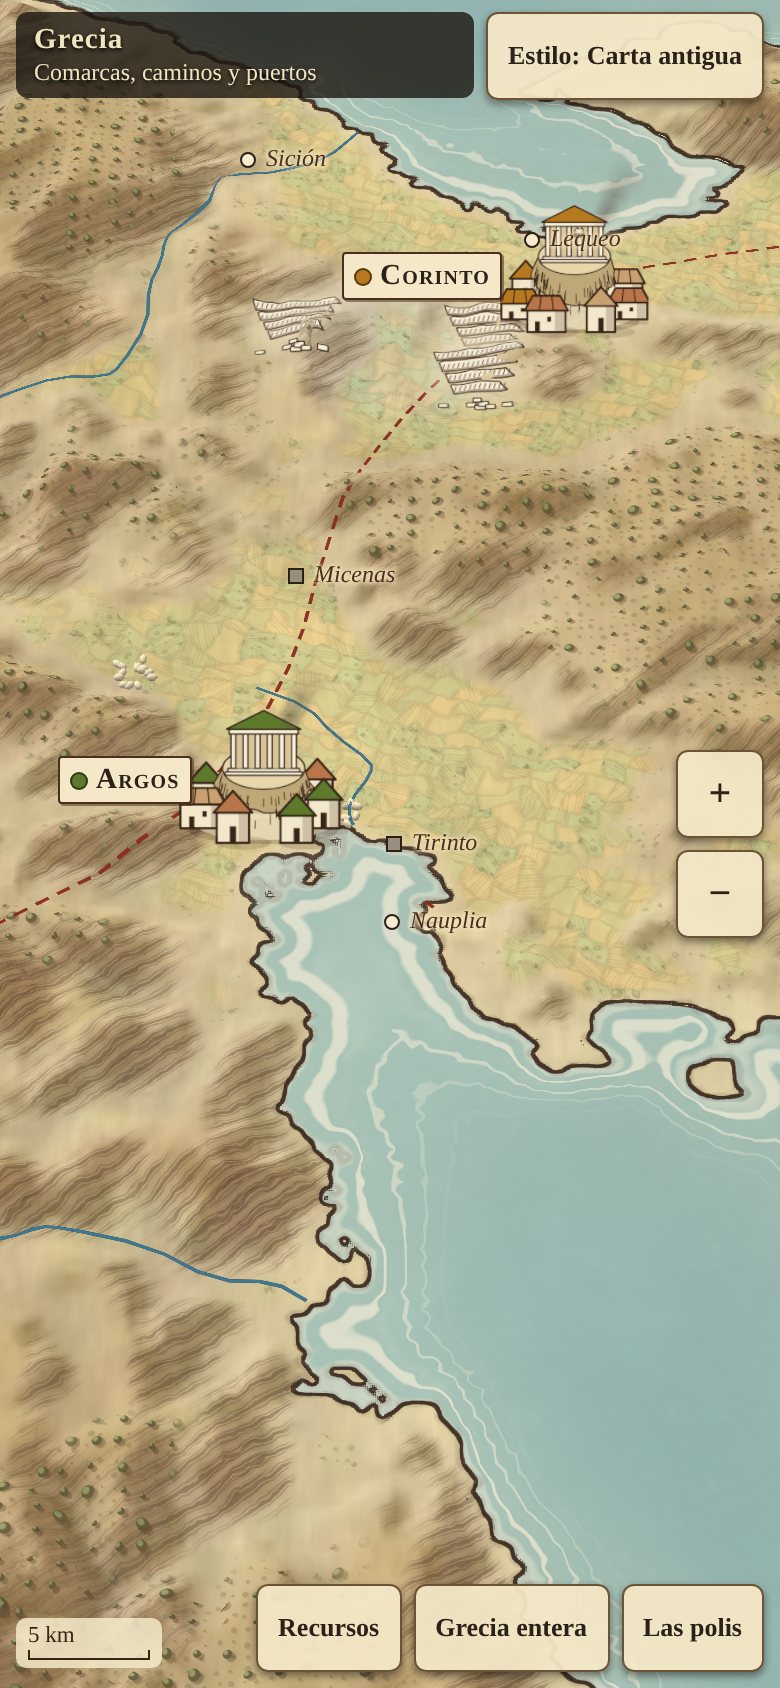 Grecia
Comarcas, caminos y puertos
Estilo: Carta antigua
Sición
Lequeo
Corinto
Micenas
Argos
Tirinto
Nauplia
+
−
5 km
Recursos
Grecia entera
Las polis